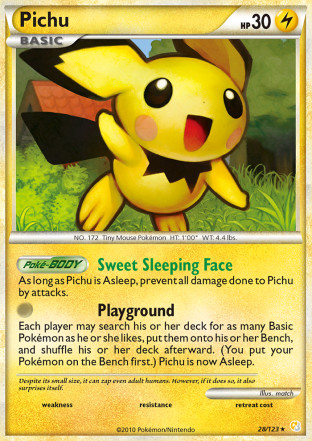 Pichu HP 30
BASIC
NO. 172 Tiny Mouse Pokémon HT. 1'00" WT. 4.4 lbs.
Poké-BODY Sweet Sleeping Face
As long as Pichu is Asleep, prevent all damage done to Pichu
by attacks.
Playground
Each player may search his or her deck for as many Basic
Pokémon as he or she likes, put them onto his or her Bench,
and shuffle his or her deck afterward. (You put your
Pokémon on the Bench first.) Pichu is now Asleep.
Despite its small size, it can zap even adult humans. However, if it does so, it also
surprises itself.
Illus. match
weakness resistance retreat cost
©2010 Pokémon/Nintendo 28/123★